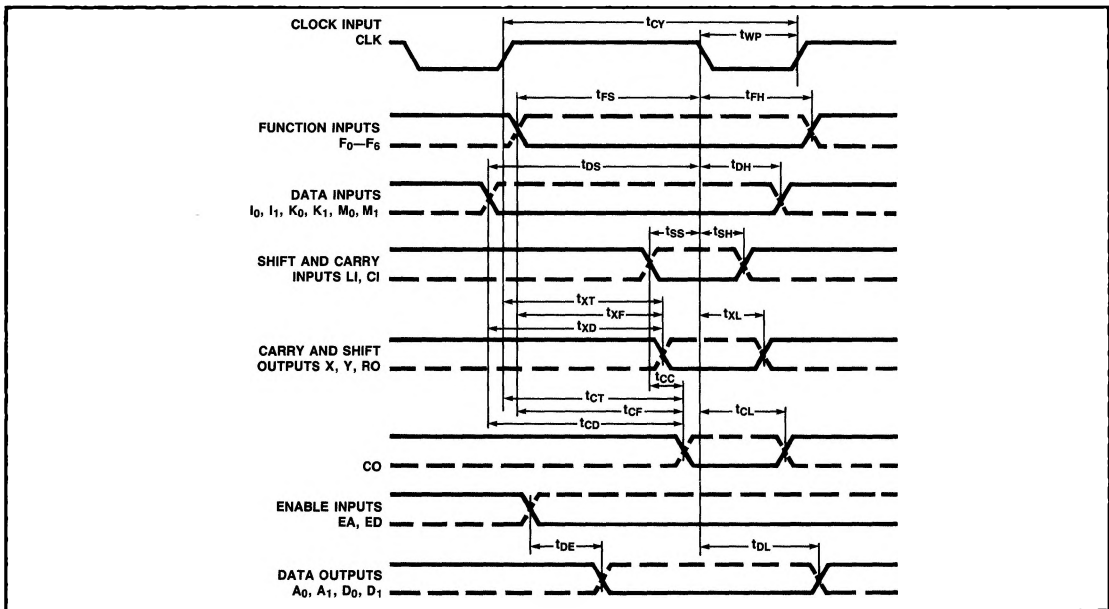 CLOCK INPUT
CLK
tCY
tWP
tFS
tFH
FUNCTION INPUTS
F0—F6
tDS
tDH
DATA INPUTS
I0, I1, K0, K1, M0, M1
tSS
tSH
SHIFT AND CARRY
INPUTS LI, CI
tXT
tXF
tXL
tXD
CARRY AND SHIFT
OUTPUTS X, Y, RO
tCC
tCT
tCF
tCL
tCD
CO
ENABLE INPUTS
EA, ED
tDE
tDL
DATA OUTPUTS
A0, A1, D0, D1